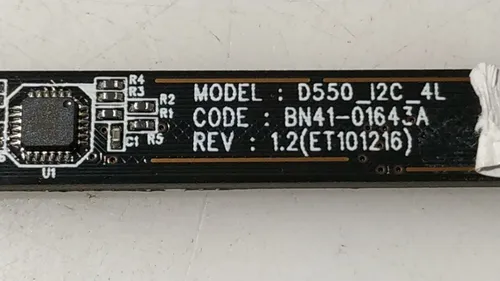 R4
R3
R2
R1
C1 R5
U1
MODEL : D550_I2C_4L
CODE : BN41-01643A
REV : 1.2(ET101216)